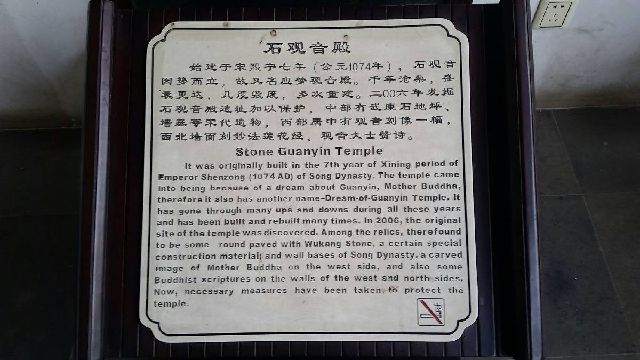 石观音殿
始建于宋熙宁七年（公元1074年），石观音
因梦而立，故又名应梦观音殿。千年沧桑，盛
衰更迭，几度毁废，多次重建。二00六年发掘
石观音殿遗址加以保护，中部有武康石地坪、
墙基等宋代遗物，西部屏中有观音刻像一幅，
西北墙面刻妙法莲花经，观音大士赞诗。
Stone Guanyin Temple
It was originally built in the 7th year of Xining period of
Emperor Shenzong (1074 AD) of Song Dynasty. The temple came
into being because of a dream about Guanyin, Mother Buddha,
therefore it also has another name-Dream-of-Guanyin Temple. It
has gone through many ups and downs during all these years
and has been built and rebuilt many times. In 2006, the original
site of the temple was discovered. Among the relics, therefound
to be some round paved with Wukang Stone, a certain special
construction material, and wall bases of Song Dynasty, a carved
image of Mother Buddha on the west side, and also some
Buddhist scriptures on the walls of the west and north sides.
Now, necessary measures have been taken to protect the
temple.